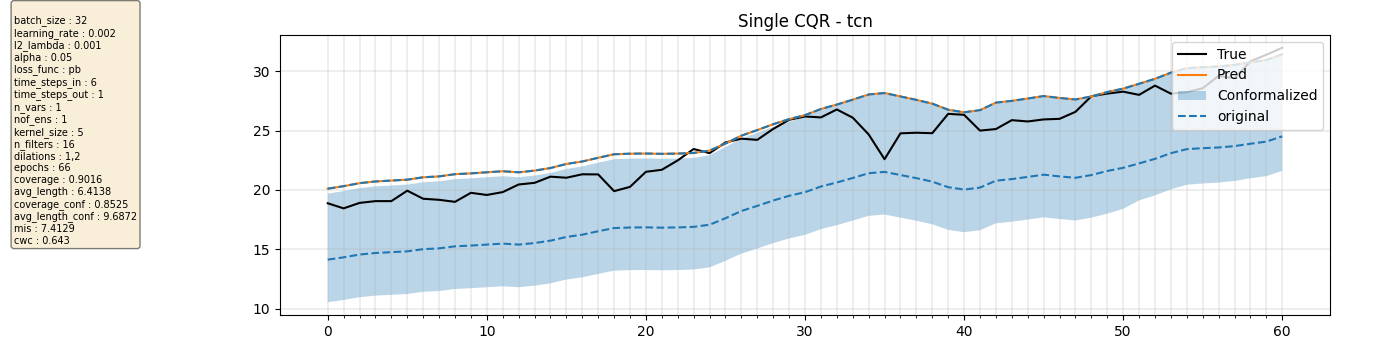 batch_size : 32
learning_rate : 0.002
l2_lambda : 0.001
alpha : 0.05
loss_func : pb
time_steps_in : 6
time_steps_out : 1
n_vars : 1
nof_ens : 1
kernel_size : 5
n_filters : 16
dilations : 1,2
epochs : 66
coverage : 0.9016
avg_length : 6.4138
coverage_conf : 0.8525
avg_length_conf : 9.6872
mis : 7.4129
cwc : 0.643
Single CQR - tcn
True
Pred
Conformalized
original
30
25
20
15
10
0 10 20 30 40 50 60